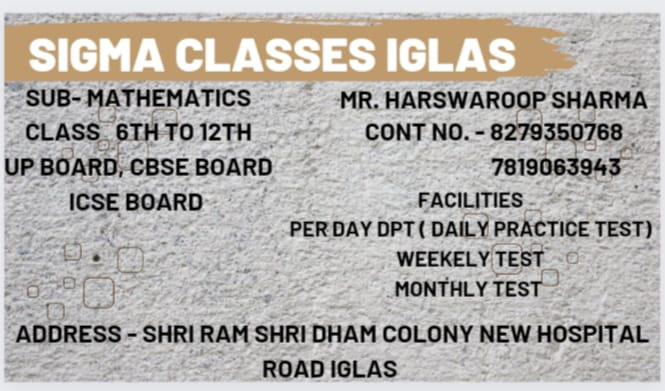 SIGMA CLASSES IGLAS
SUB- MATHEMATICS
CLASS 6TH TO 12TH
UP BOARD, CBSE BOARD
ICSE BOARD
MR. HARSWAROOP SHARMA
CONT NO. - 8279350768
7819063943
FACILITIES
PER DAY DPT ( DAILY PRACTICE TEST)
WEEKELY TEST
MONTHLY TEST
ADDRESS - SHRI RAM SHRI DHAM COLONY NEW HOSPITAL
ROAD IGLAS